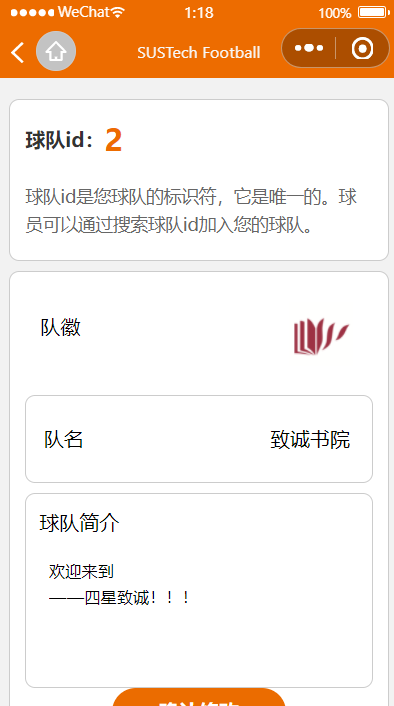 WeChat 1:18 100%
SUSTech Football
球队id：2
球队id是您球队的标识符，它是唯一的。球
员可以通过搜索球队id加入您的球队。
队徽
队名 致诚书院
球队简介
欢迎来到
——四星致诚！！！